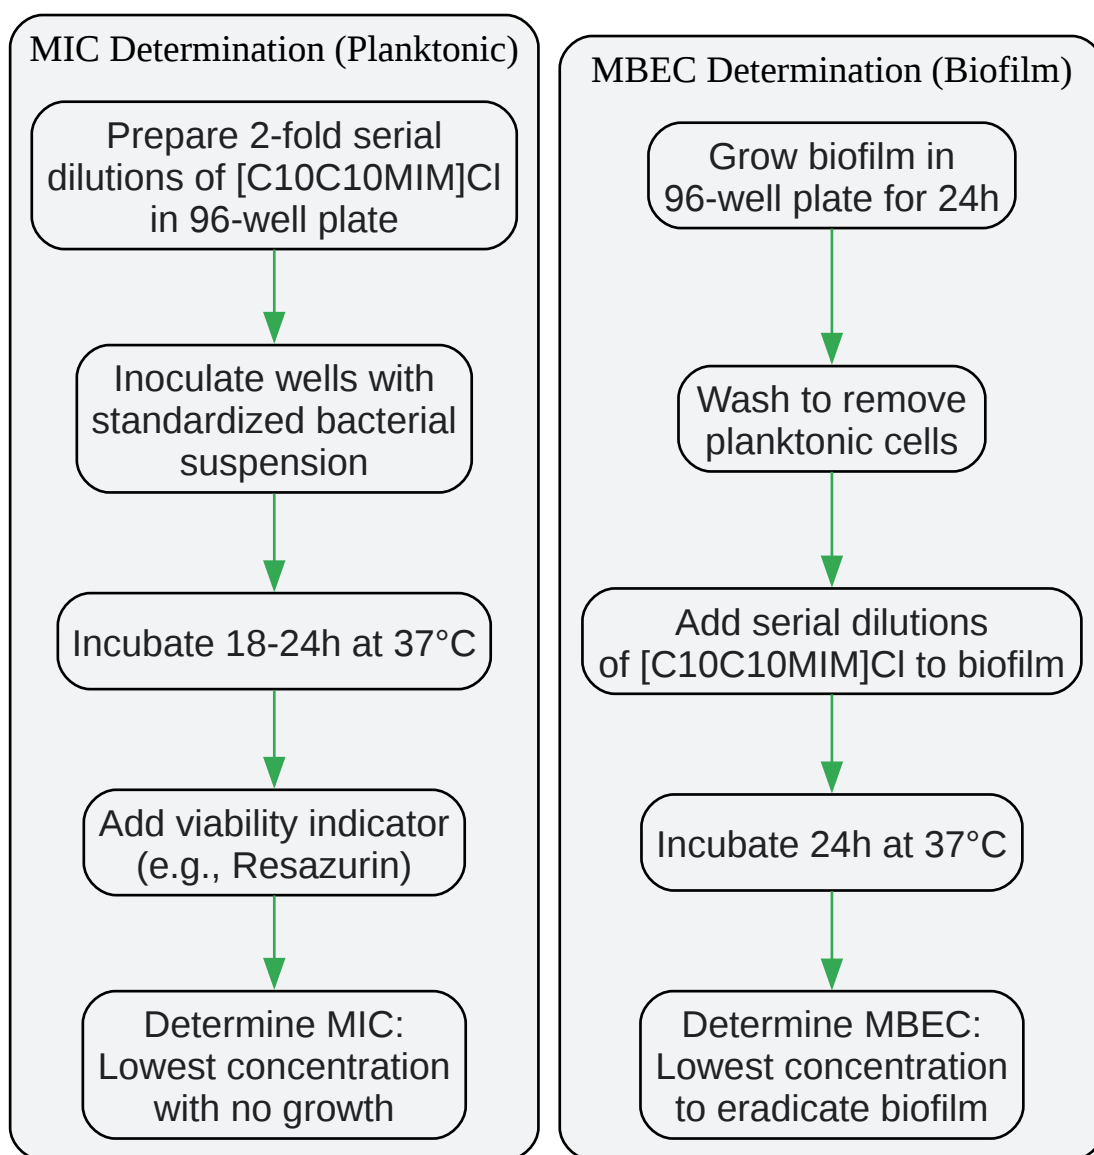 MIC Determination (Planktonic)
Prepare 2-fold serial
dilutions of [C10C10MIM]Cl
in 96-well plate
Inoculate wells with
standardized bacterial
suspension
Incubate 18-24h at 37°C
Add viability indicator
(e.g., Resazurin)
Determine MIC:
Lowest concentration
with no growth
MBEC Determination (Biofilm)
Grow biofilm in
96-well plate for 24h
Wash to remove
planktonic cells
Add serial dilutions
of [C10C10MIM]Cl to biofilm
Incubate 24h at 37°C
Determine MBEC:
Lowest concentration
to eradicate biofilm